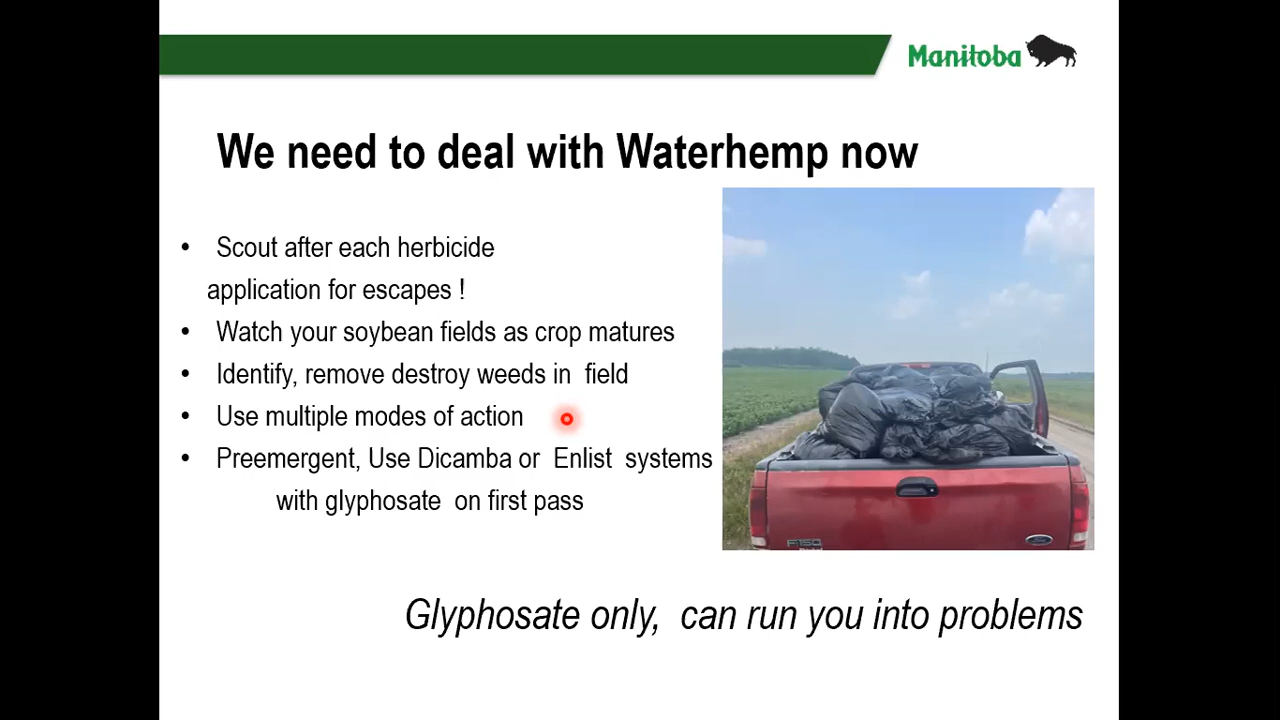 Manitoba
We need to deal with Waterhemp now
• Scout after each herbicide
application for escapes !
• Watch your soybean fields as crop matures
• Identify, remove destroy weeds in field
• Use multiple modes of action
• Preemergent, Use Dicamba or Enlist systems
with glyphosate on first pass
F150
Ford
Glyphosate only, can run you into problems